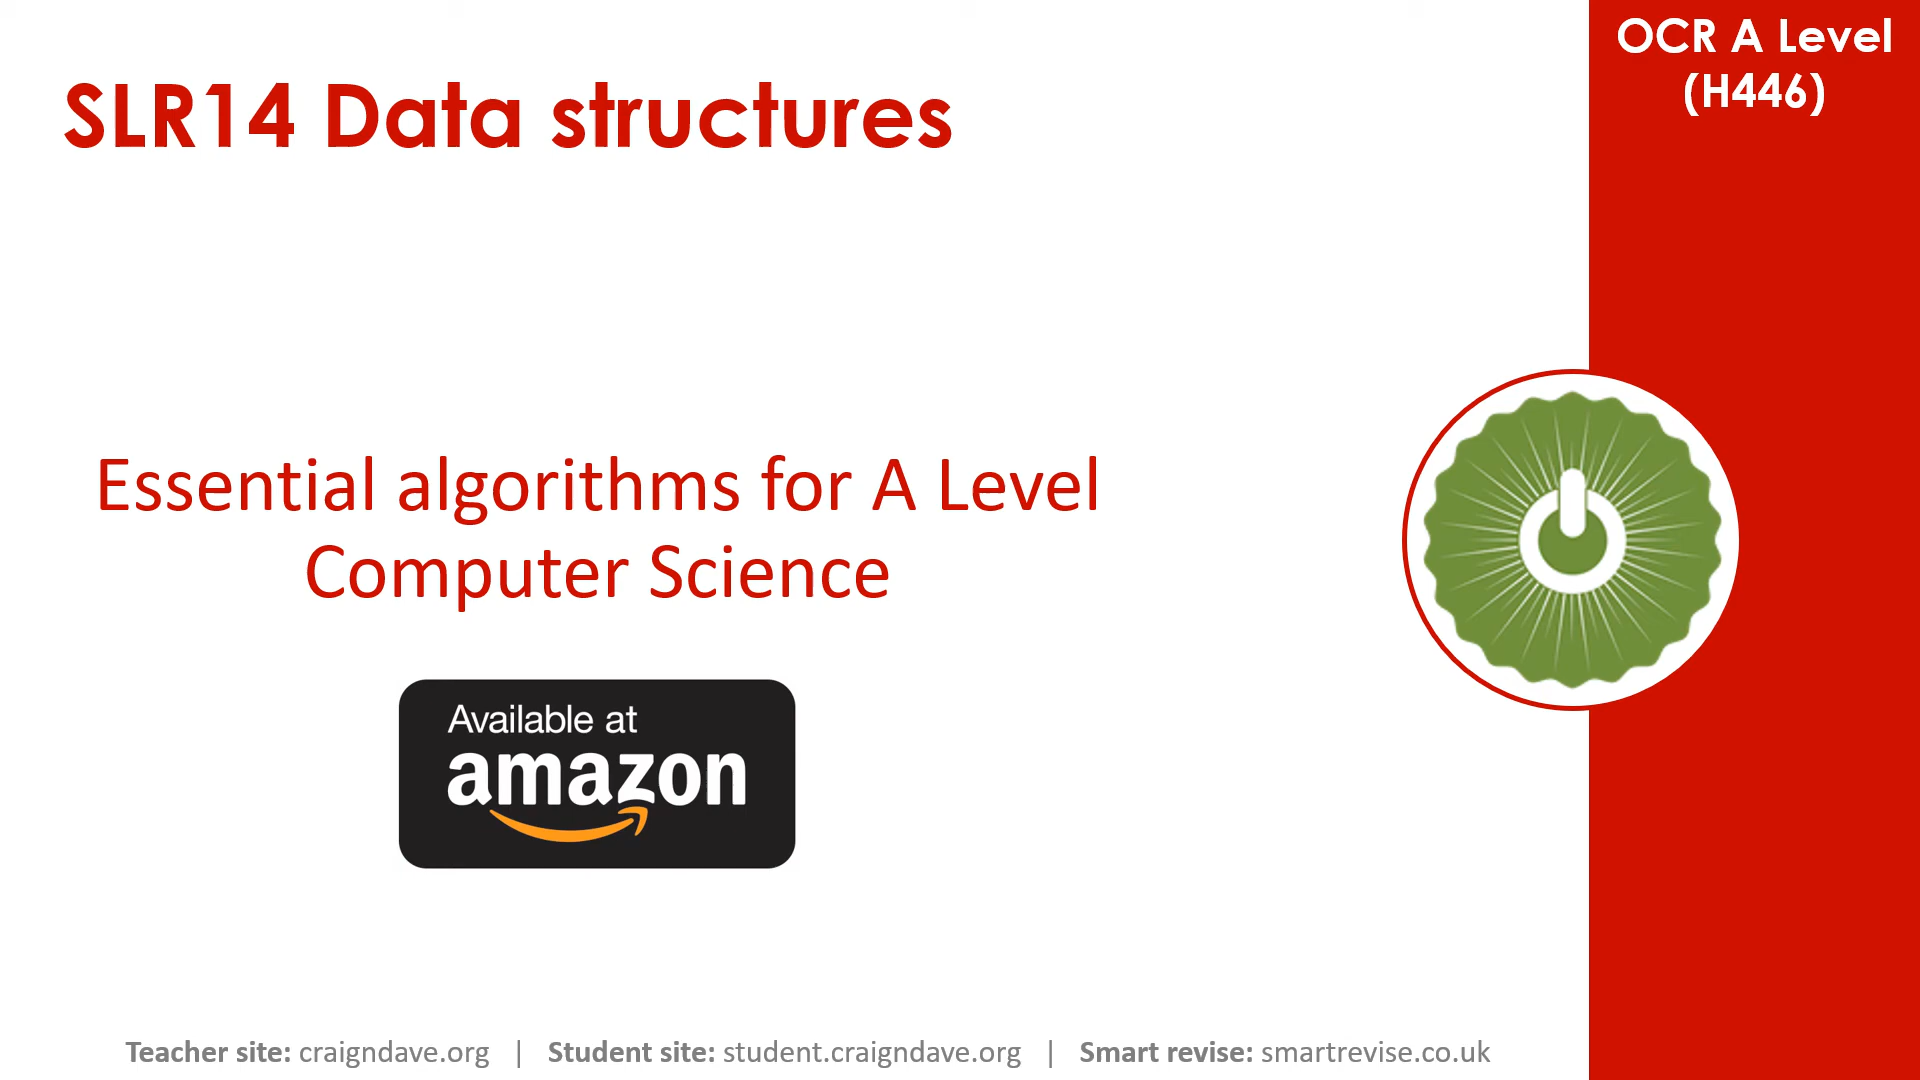 SLR14 Data structures
OCR A Level
(H446)
Essential algorithms for A Level
Computer Science
Available at
amazon
Teacher site: craigndave.org | Student site: student.craigndave.org | Smart revise: smartrevise.co.uk